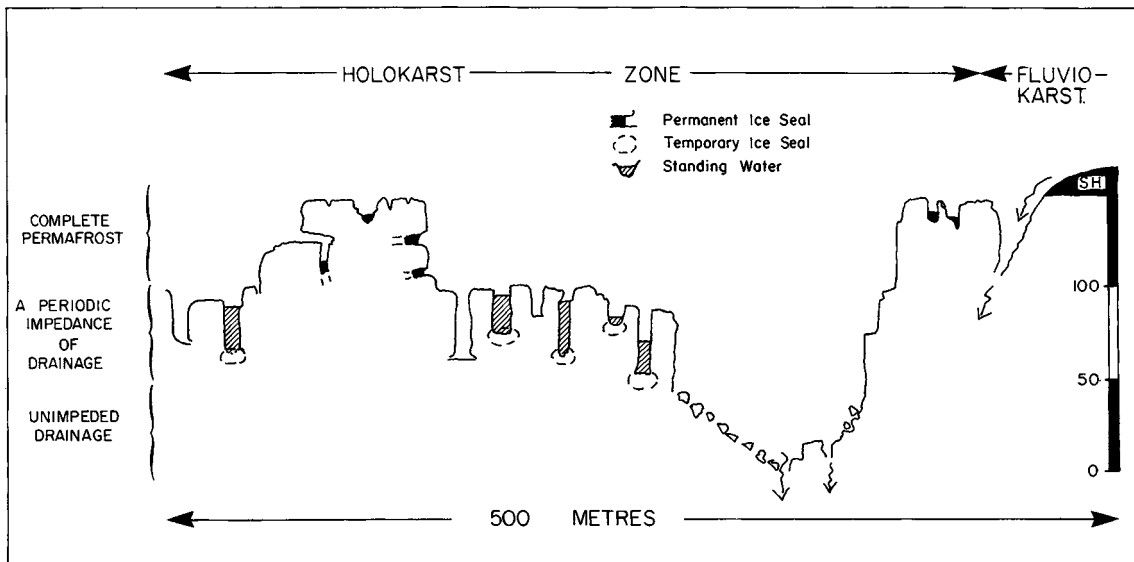 HOLOKARST ZONE
FLUVIO-
KARST.
Permanent Ice Seal
Temporary Ice Seal
Standing Water
SH
COMPLETE
PERMAFROST
A PERIODIC
IMPEDANCE
OF
DRAINAGE
UNIMPEDED
DRAINAGE
100
50
0
500 METRES